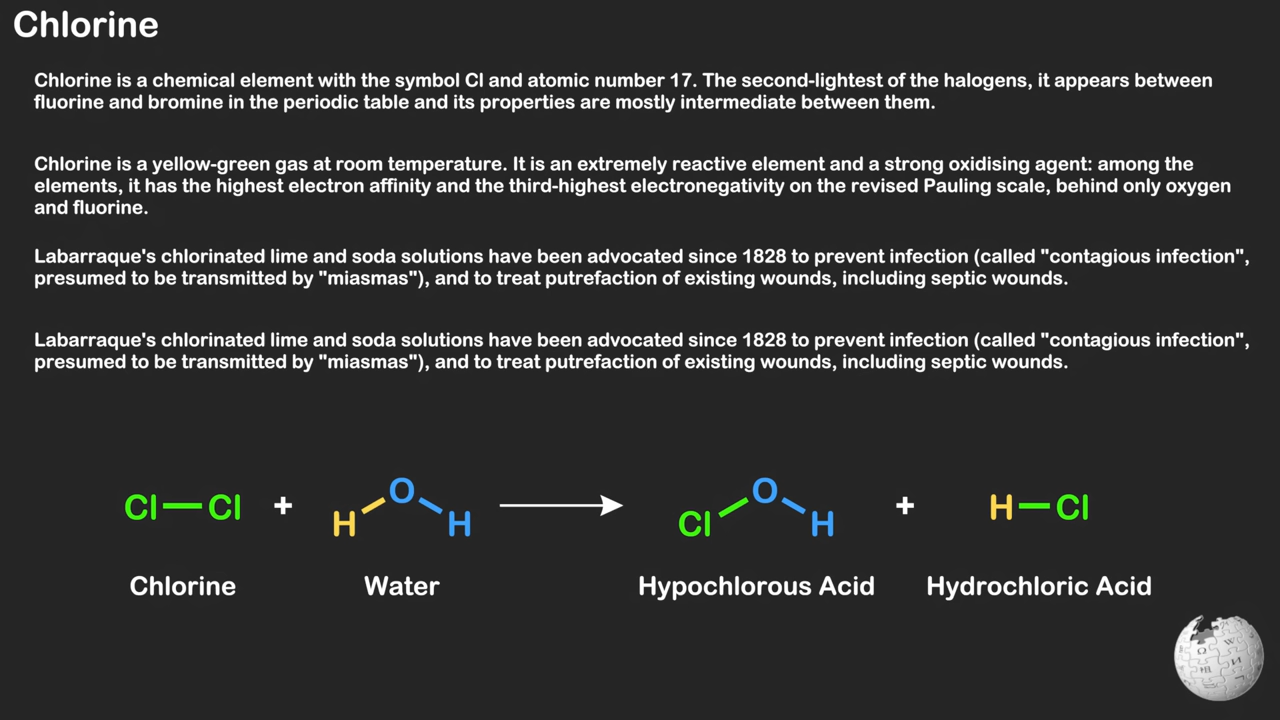 Chlorine
Chlorine is a chemical element with the symbol Cl and atomic number 17. The second-lightest of the halogens, it appears between
fluorine and bromine in the periodic table and its properties are mostly intermediate between them.
Chlorine is a yellow-green gas at room temperature. It is an extremely reactive element and a strong oxidising agent: among the
elements, it has the highest electron affinity and the third-highest electronegativity on the revised Pauling scale, behind only oxygen
and fluorine.
Labarraque's chlorinated lime and soda solutions have been advocated since 1828 to prevent infection (called "contagious infection",
presumed to be transmitted by "miasmas"), and to treat putrefaction of existing wounds, including septic wounds.
Labarraque's chlorinated lime and soda solutions have been advocated since 1828 to prevent infection (called "contagious infection",
presumed to be transmitted by "miasmas"), and to treat putrefaction of existing wounds, including septic wounds.
Cl—Cl + H O H → Cl O H + H—Cl
Chlorine Water Hypochlorous Acid Hydrochloric Acid
Ω W И